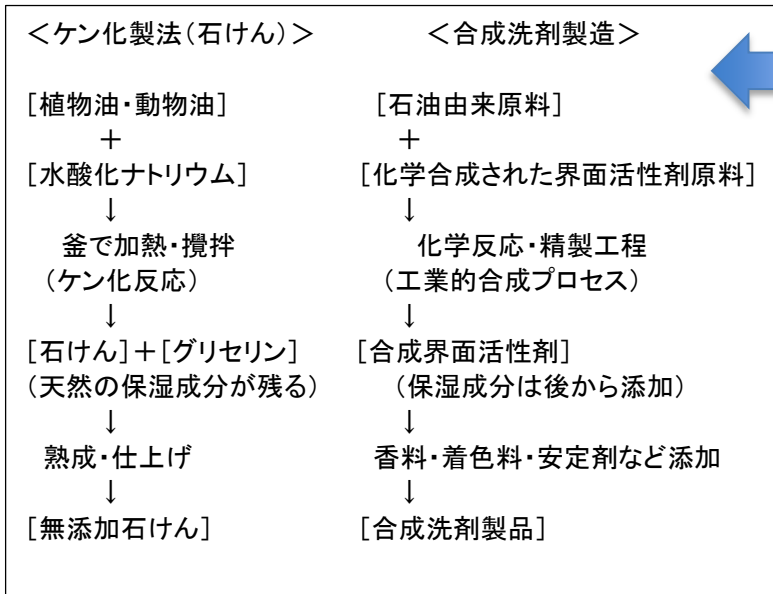 ＜ケン化製法(石けん)＞　　　　＜合成洗剤製造＞
[植物油・動物油]　　　　　　[石油由来原料]
＋　　　　　　　　　　　　＋
[水酸化ナトリウム]　　　　　[化学合成された界面活性剤原料]
↓　　　　　　　　　　　　↓
釜で加熱・攪拌　　　　　　　化学反応・精製工程
(ケン化反応)　　　　　　　(工業的合成プロセス)
↓　　　　　　　　　　　　↓
[石けん]＋[グリセリン]　　　[合成界面活性剤]
(天然の保湿成分が残る)　　　(保湿成分は後から添加)
↓　　　　　　　　　　　　↓
熟成・仕上げ　　　　　　　香料・着色料・安定剤など添加
↓　　　　　　　　　　　　↓
[無添加石けん]　　　　　　[合成洗剤製品]